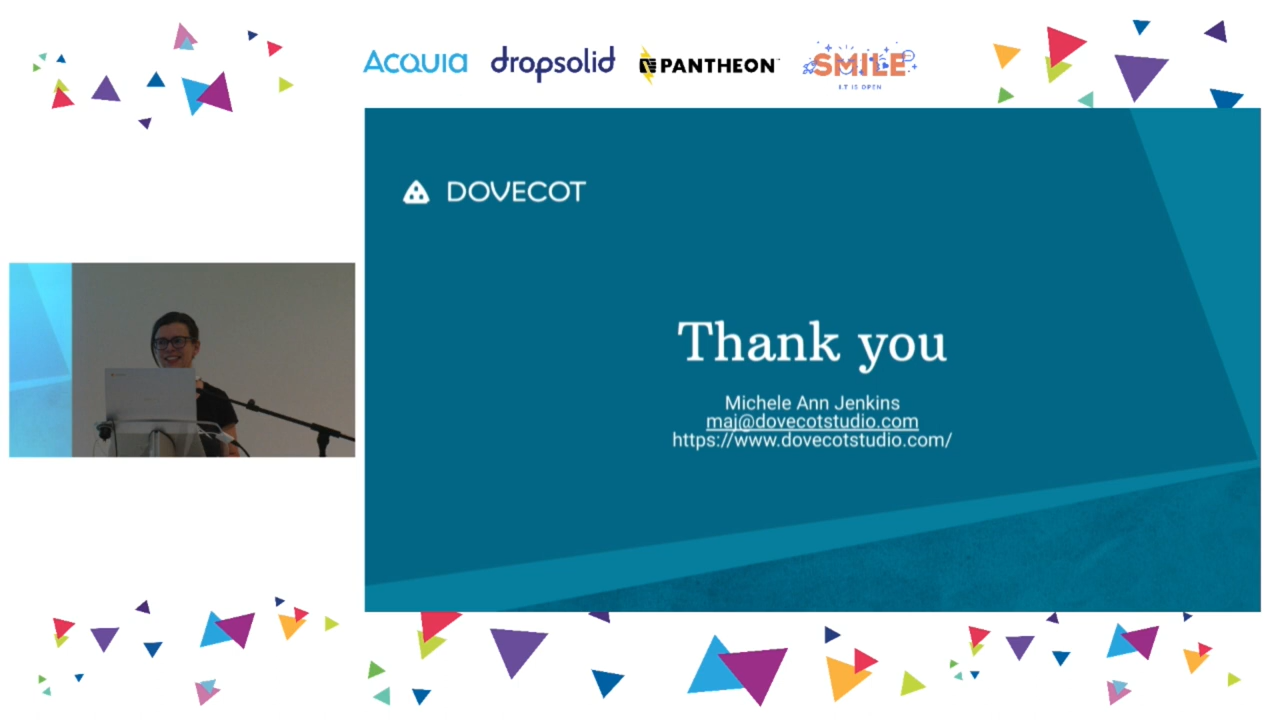 ACQUIA
dropsolid
PANTHEON
SMILE
I.T IS OPEN
DOVECOT
Thank you
Michele Ann Jenkins
maj@dovecotstudio.com
https://www.dovecotstudio.com/